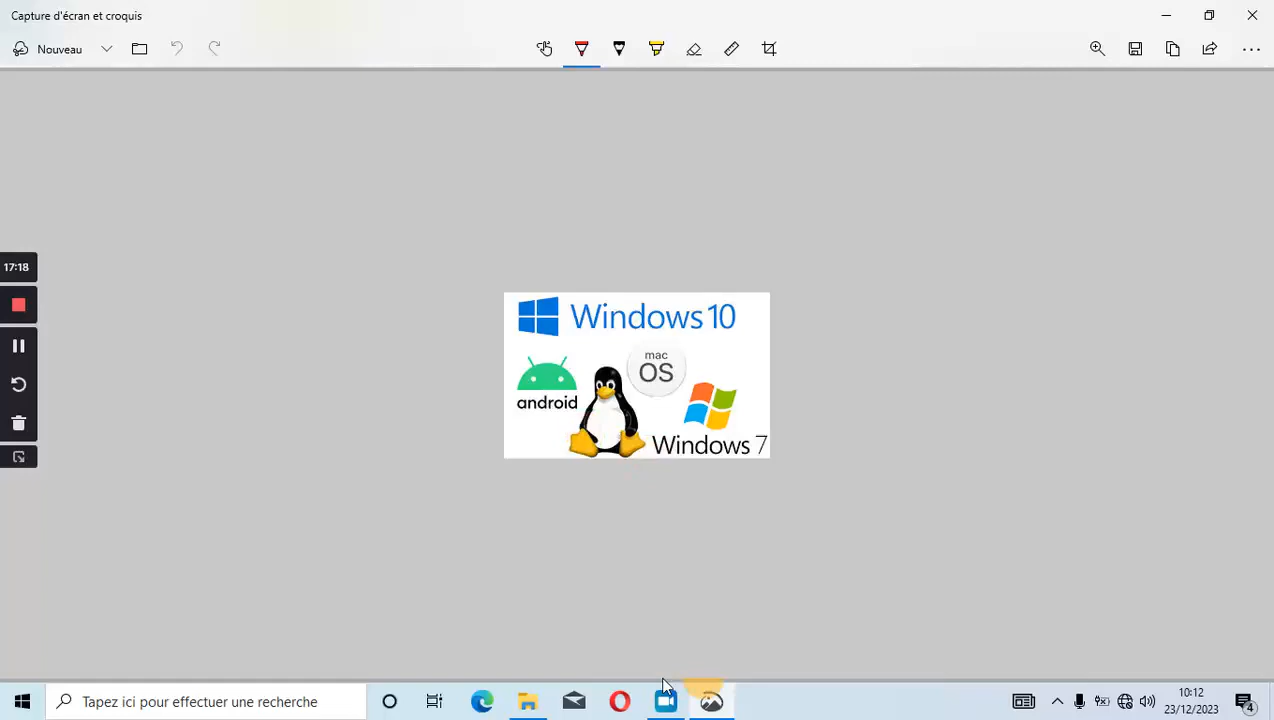 Capture d'écran et croquis
Nouveau
17:18
Windows 10
mac
OS
android
Windows 7
Tapez ici pour effectuer une recherche
10:12
23/12/2023
4